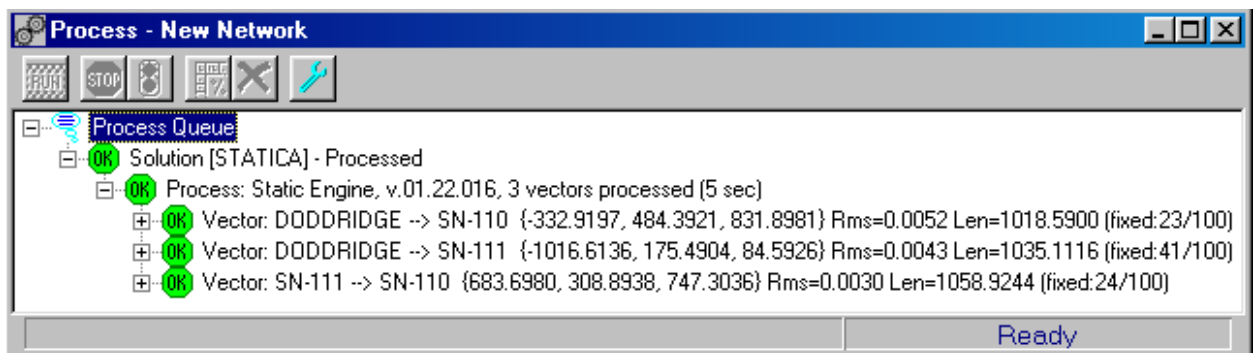 Process - New Network
RUN STOP
Process Queue
OK Solution [STATICA] - Processed
OK Process: Static Engine, v.01.22.016, 3 vectors processed (5 sec)
OK Vector: DODDRIDGE --> SN-110 {-332.9197, 484.3921, 831.8981} Rms=0.0052 Len=1018.5900 (fixed:23/100)
OK Vector: DODDRIDGE --> SN-111 {-1016.6136, 175.4904, 84.5926} Rms=0.0043 Len=1035.1116 (fixed:41/100)
OK Vector: SN-111 --> SN-110 {683.6980, 308.8938, 747.3036} Rms=0.0030 Len=1058.9244 (fixed:24/100)
Ready